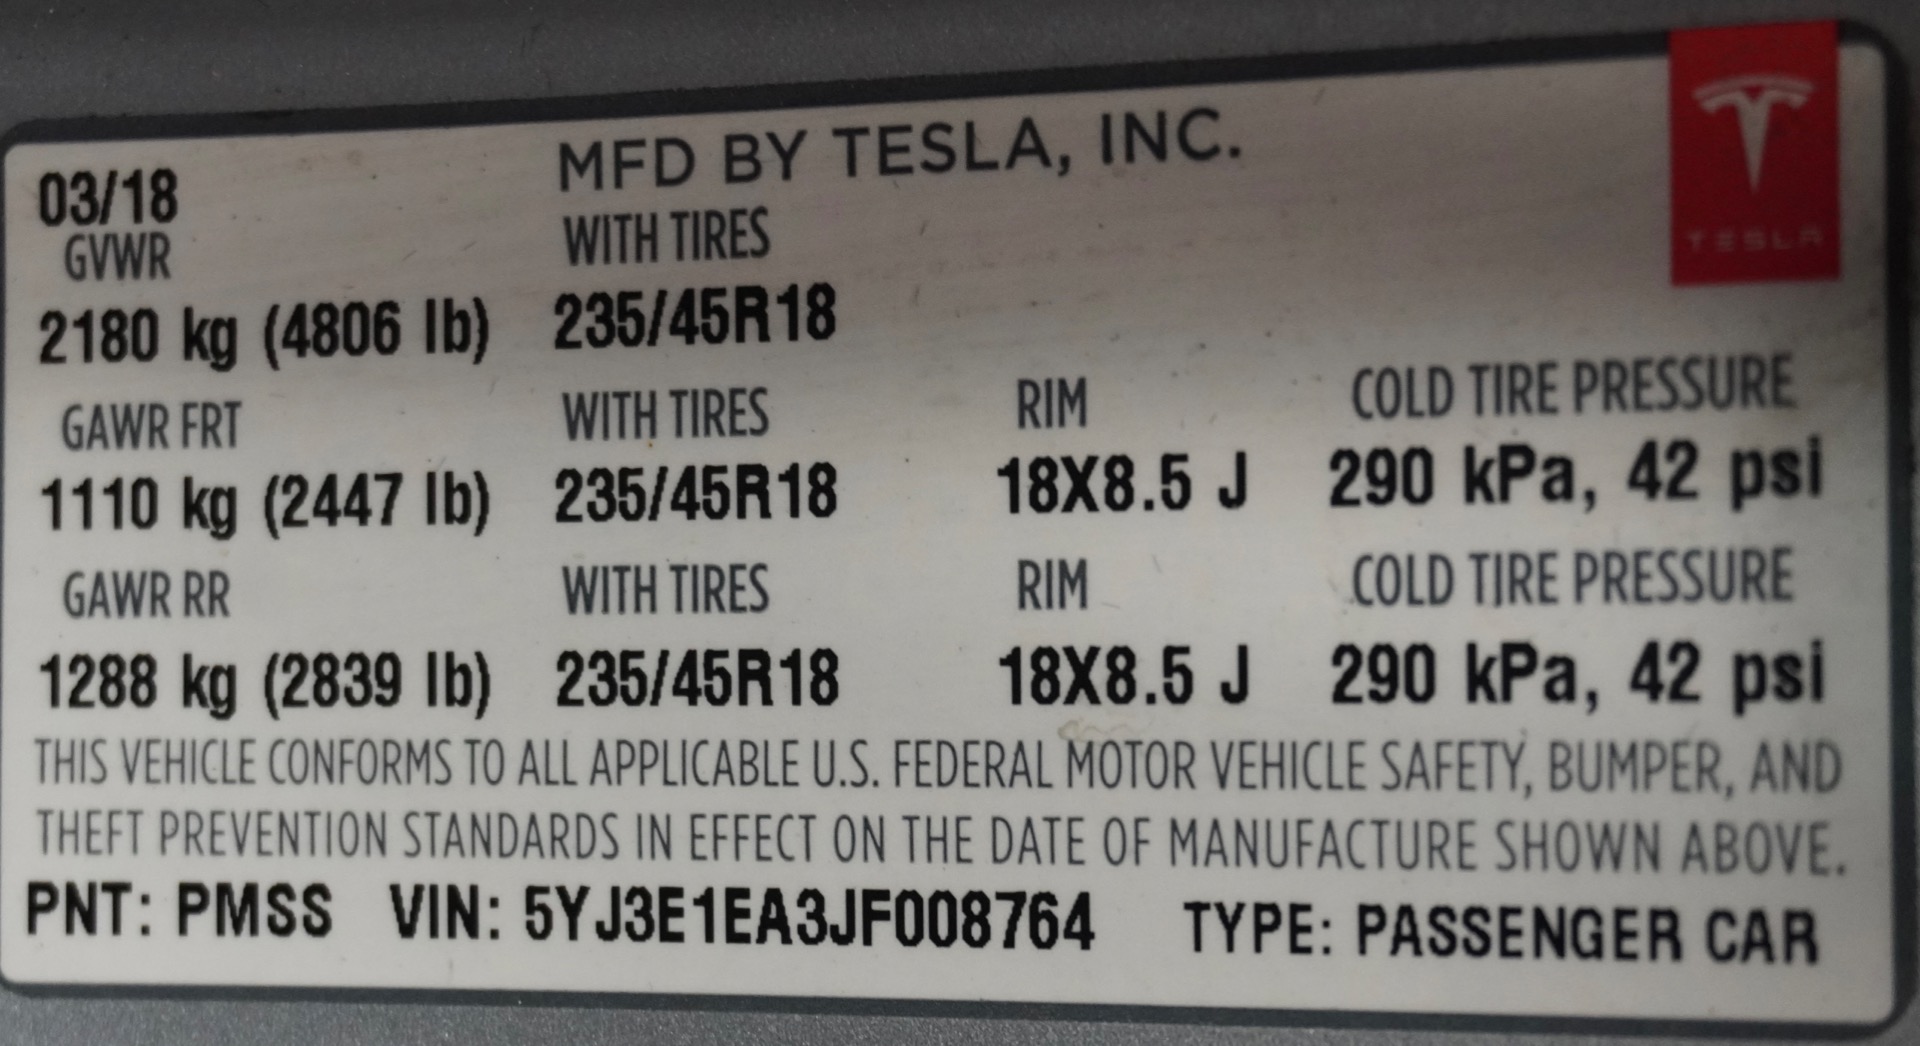 MFD BY TESLA, INC.
TESLA
03/18
GVWR WITH TIRES
2180 kg (4806 lb) 235/45R18
GAWR FRT WITH TIRES RIM COLD TIRE PRESSURE
1110 kg (2447 lb) 235/45R18 18X8.5 J 290 kPa, 42 psi
GAWR RR WITH TIRES RIM COLD TIRE PRESSURE
1288 kg (2839 lb) 235/45R18 18X8.5 J 290 kPa, 42 psi
THIS VEHICLE CONFORMS TO ALL APPLICABLE U.S. FEDERAL MOTOR VEHICLE SAFETY, BUMPER, AND
THEFT PREVENTION STANDARDS IN EFFECT ON THE DATE OF MANUFACTURE SHOWN ABOVE.
PNT: PMSS VIN: 5YJ3E1EA3JF008764 TYPE: PASSENGER CAR